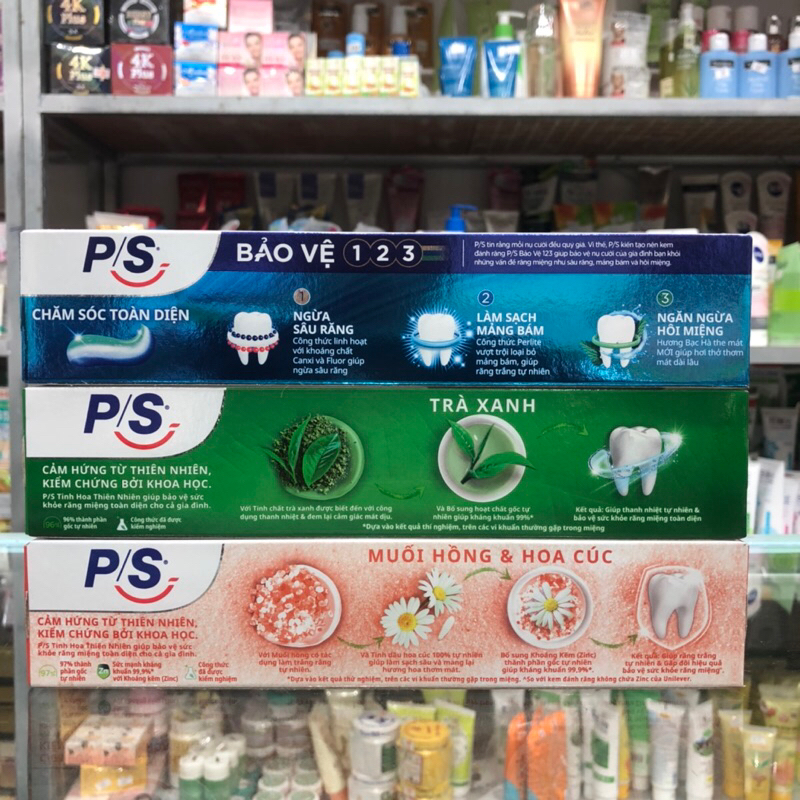 4K Plus
4K Plus
4K Plus
P/S
BẢO VỆ 1 2 3
P/S tin rằng mỗi nụ cười đều quý giá. Vì thế, P/S kiến tạo nên kem
đánh răng P/S Bảo Vệ 123 giúp bảo vệ nụ cười của gia đình bạn khỏi
những vấn đề răng miệng như sâu răng, mảng bám và hôi miệng.
CHĂM SÓC TOÀN DIỆN
1
NGỪA
SÂU RĂNG
Công thức linh hoạt
với khoáng chất
Canxi và Fluor giúp
ngừa sâu răng
2
LÀM SẠCH
MẢNG BÁM
Công thức Perlite
vượt trội loại bỏ
mảng bám, giúp
răng trắng tự nhiên
3
NGĂN NGỪA
HÔI MIỆNG
Hương Bạc Hà the mát
MỚI giúp hơi thở thơm
mát dài lâu
P/S
TRÀ XANH
CẢM HỨNG TỪ THIÊN NHIÊN,
KIỂM CHỨNG BỞI KHOA HỌC.
P/S Tinh Hoa Thiên Nhiên giúp bảo vệ sức
khỏe răng miệng toàn diện cho cả gia đình.
96%
96% thành phần
gốc tự nhiên
Công thức đã được
kiểm nghiệm
Với Tinh chất trà xanh được biết đến với công
dụng thanh nhiệt & đem lại cảm giác mát dịu.
Và Bổ sung hoạt chất gốc tự
nhiên giúp kháng khuẩn 99%*
Kết quả: Giúp thanh nhiệt tự nhiên &
bảo vệ sức khỏe răng miệng toàn diện
*Dựa vào kết quả thí nghiệm, trên các vi khuẩn thường gặp trong miệng
P/S
MUỐI HỒNG & HOA CÚC
CẢM HỨNG TỪ THIÊN NHIÊN,
KIỂM CHỨNG BỞI KHOA HỌC.
P/S Tinh Hoa Thiên Nhiên giúp bảo vệ sức
khỏe răng miệng toàn diện cho cả gia đình.
97%
97% thành
phần gốc
tự nhiên
Zn
Sức mạnh kháng
khuẩn 99.9%*
với Khoáng kẽm (Zinc)
Công thức
đã được
kiểm nghiệm
Với Muối hồng có tác
dụng làm trắng răng
tự nhiên.
Và Tinh dầu hoa cúc 100% tự nhiên
giúp làm sạch sâu và mang lại
hương hoa thơm mát.
Bổ sung Khoáng Kẽm (Zinc)
thành phần gốc tự nhiên
giúp kháng khuẩn 99,9%*.
Kết quả: Giúp răng trắng
tự nhiên & Gấp đôi hiệu quả
bảo vệ sức khỏe răng miệng*.
*Dựa vào kết quả thử nghiệm, trên các vi khuẩn thường gặp trong miệng. *So với kem đánh răng không chứa Zinc của Unilever.